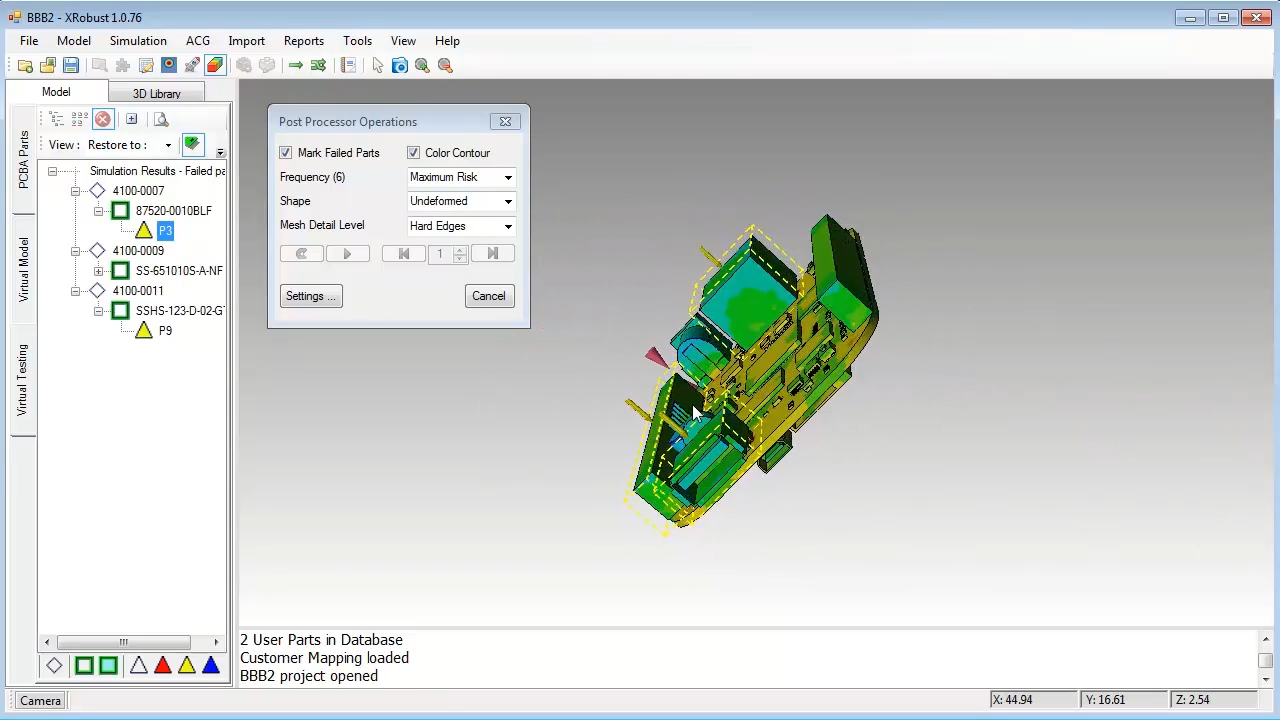 BBB2 - XRobust 1.0.76
File Model Simulation ACG Import Reports Tools View Help
Model 3D Library
View : Restore to :
PCBA Parts
Virtual Model
Virtual Testing
Simulation Results - Failed pa
4100-0007
87520-0010BLF
P3
4100-0009
SS-651010S-A-NF
4100-0011
SSHS-123-D-02-G
P9
Post Processor Operations
Mark Failed Parts Color Contour
Frequency (6) Maximum Risk
Shape Undeformed
Mesh Detail Level Hard Edges
1
Settings ... Cancel
2 User Parts in Database
Customer Mapping loaded
BBB2 project opened
Camera X: 44.94 Y: 16.61 Z: 2.54